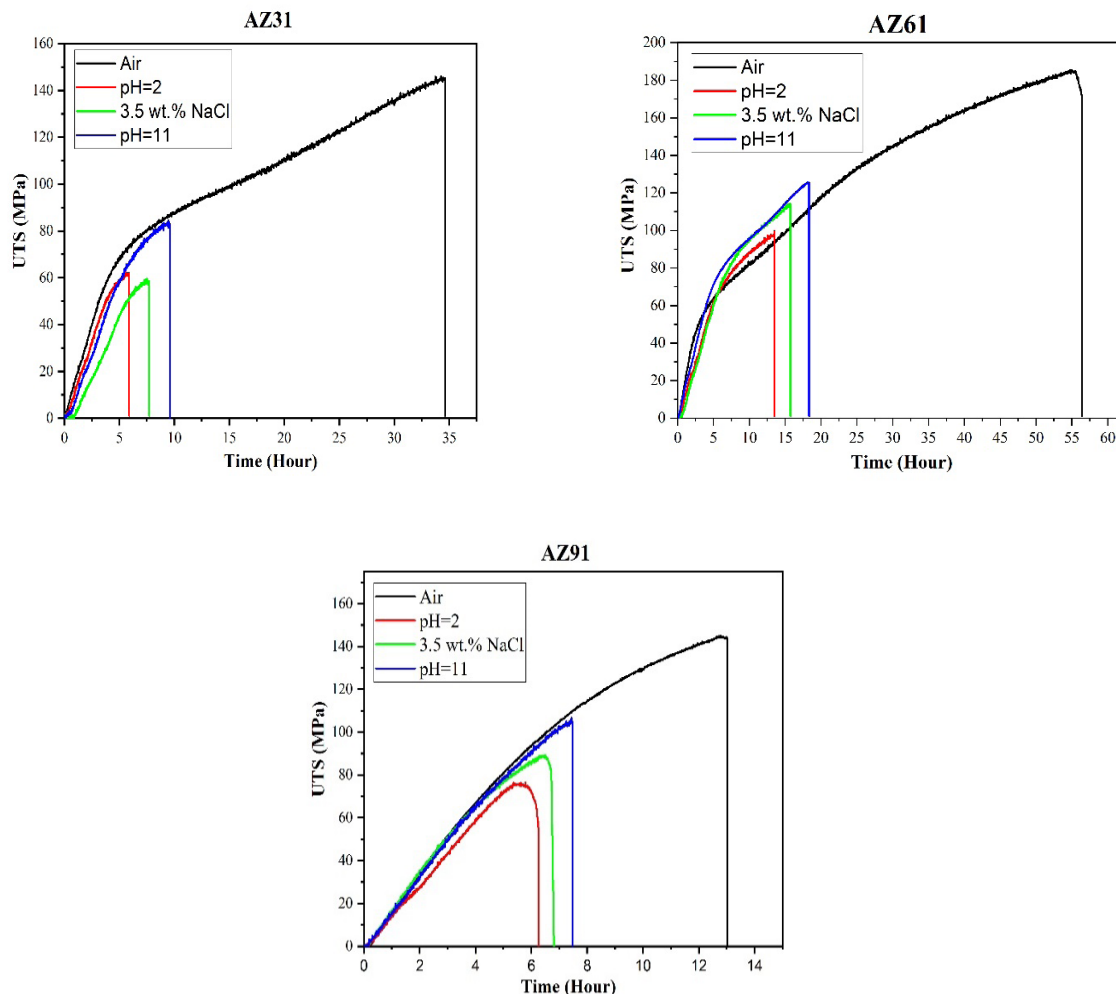 AZ31
160
140
120
100
80
60
40
20
0
UTS (MPa)
Air
pH=2
3.5 wt.% NaCl
pH=11
0 5 10 15 20 25 30 35
Time (Hour)
AZ61
200
180
160
140
120
100
80
60
40
20
0
UTS (MPa)
Air
pH=2
3.5 wt.% NaCl
pH=11
0 5 10 15 20 25 30 35 40 45 50 55 60
Time (Hour)
AZ91
160
140
120
100
80
60
40
20
0
UTS (MPa)
Air
pH=2
3.5 wt.% NaCl
pH=11
0 2 4 6 8 10 12 14
Time (Hour)